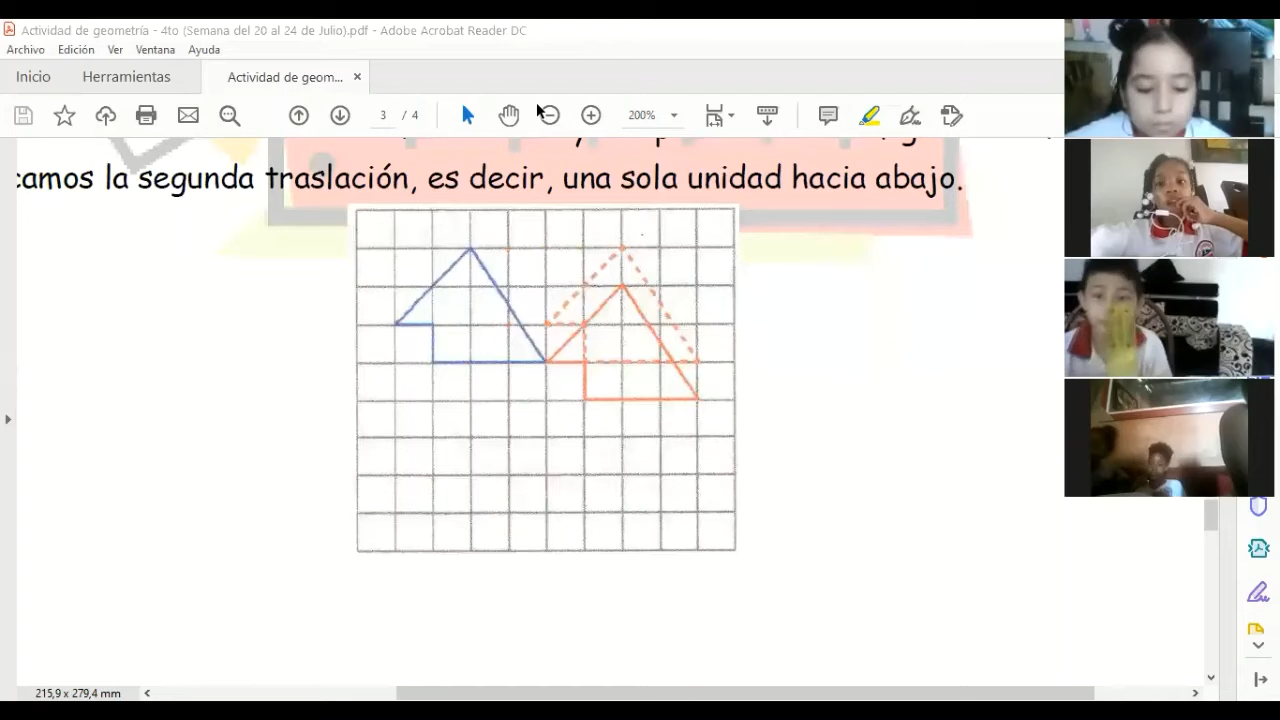 Actividad de geometría - 4to (Semana del 20 al 24 de Julio).pdf - Adobe Acrobat Reader DC
Archivo Edición Ver Ventana Ayuda
Inicio Herramientas Actividad de geom... ×
3 / 4 200%
camos la segunda traslación, es decir, una sola unidad hacia abajo.
215,9 x 279,4 mm